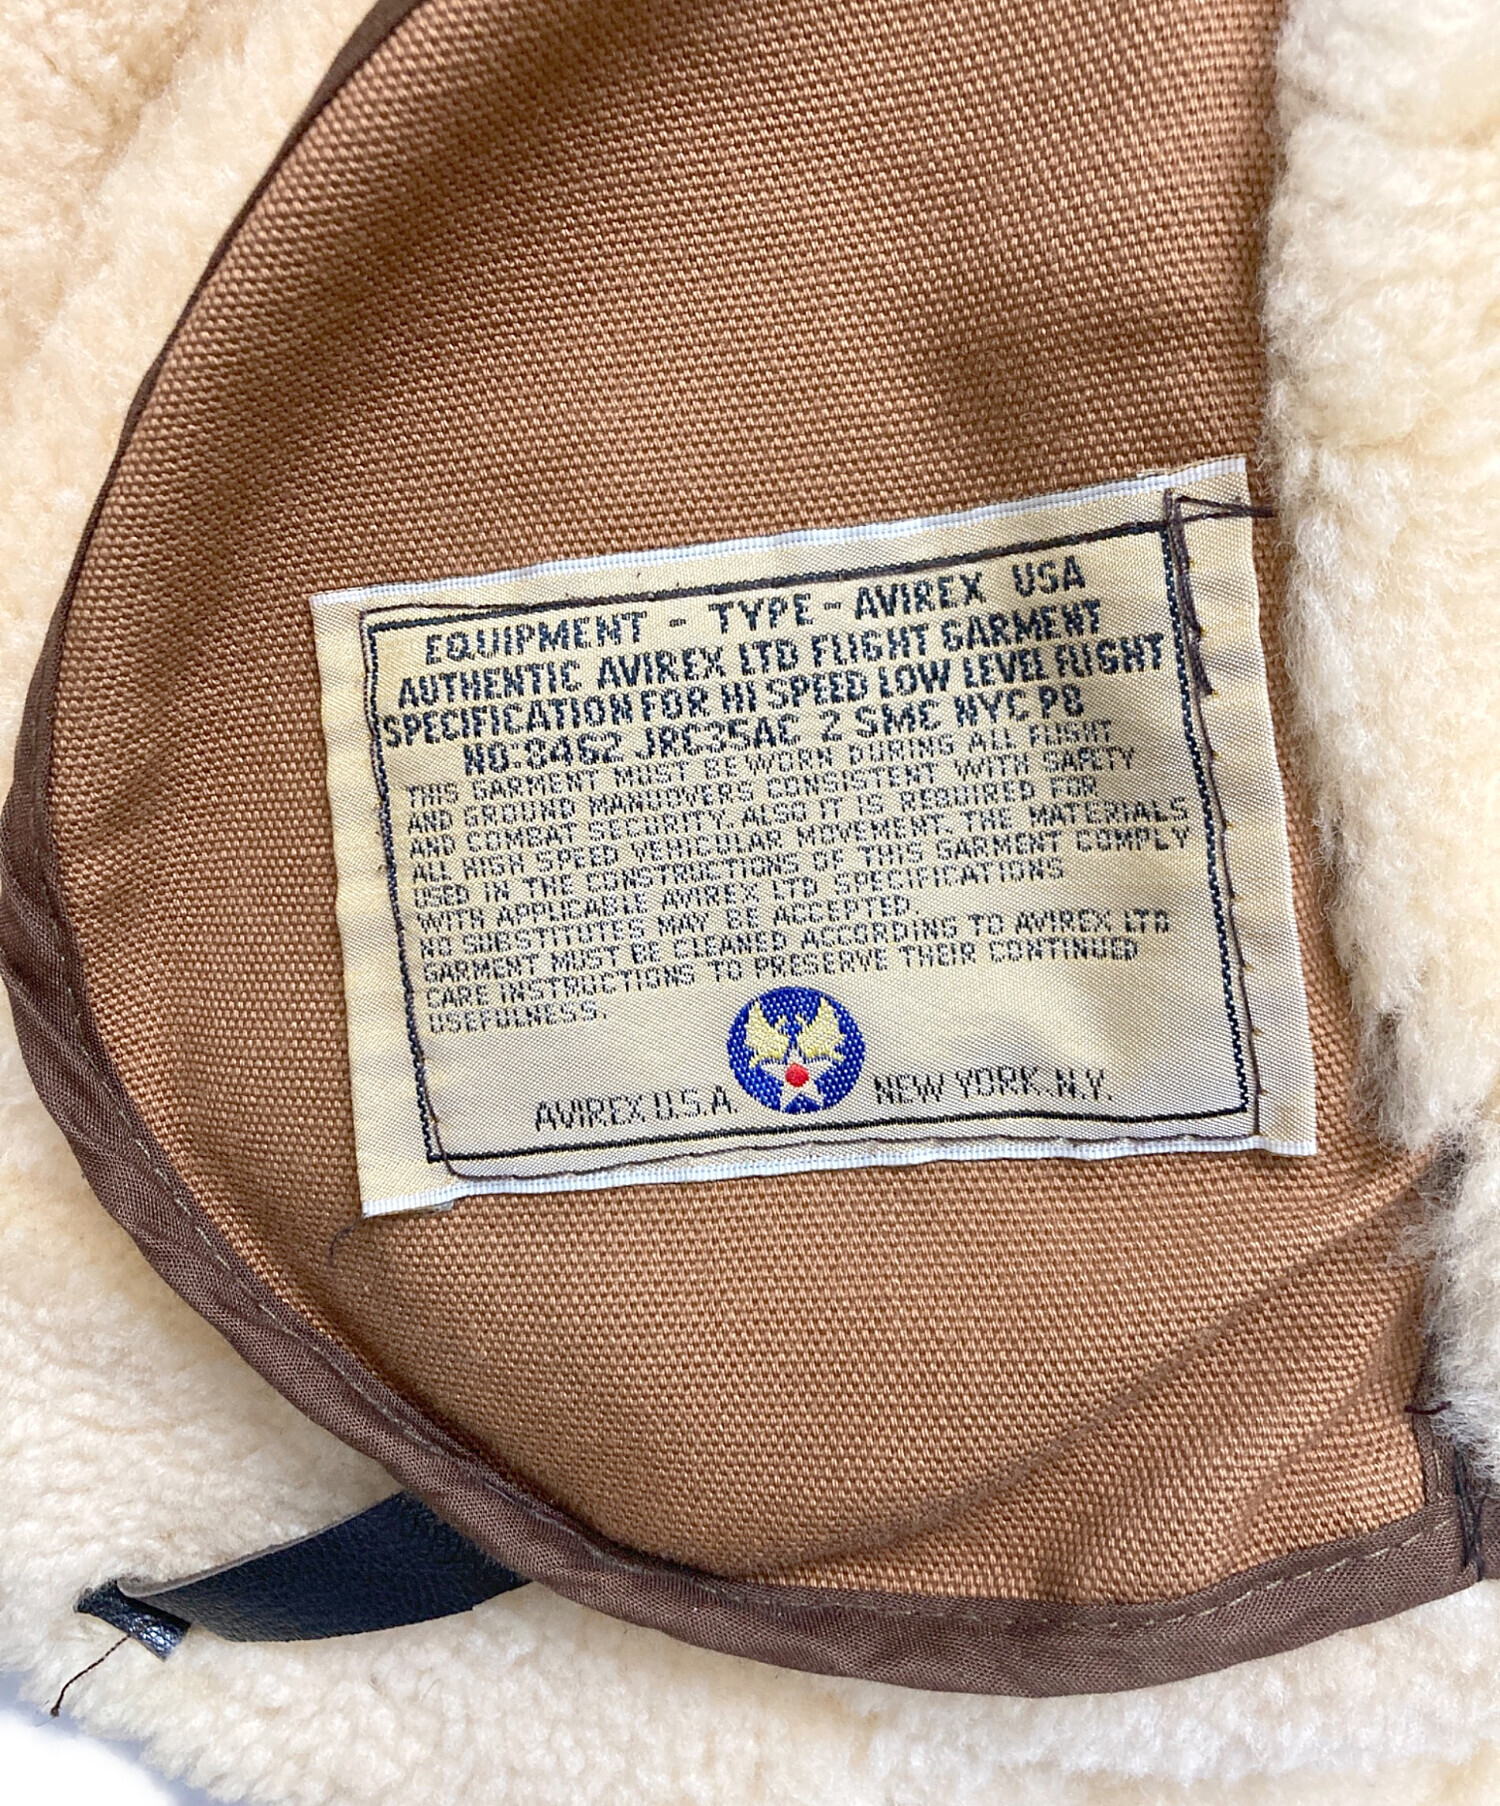 EQUIPMENT - TYPE - AVIREX USA
AUTHENTIC AVIREX LTD FLIGHT GARMENT
SPECIFICATION FOR HI SPEED LOW LEVEL FLIGHT
NO: 8462 JRC35AC 2 SMC NYC P8
THIS GARMENT MUST BE WORN DURING ALL FLIGHT
AND GROUND MANUOVERS CONSISTENT WITH SAFETY
AND COMBAT SECURITY. ALSO IT IS REQUIRED FOR
ALL HIGH SPEED VEHICULAR MOVEMENT. THE MATERIALS
USED IN THE CONSTRUCTIONS OF THIS GARMENT COMPLY
WITH APPLICABLE AVIREX LTD SPECIFICATIONS
NO SUBSTITUTES MAY BE ACCEPTED.
GARMENT MUST BE CLEANED ACCORDING TO AVIREX LTD
CARE INSTRUCTIONS TO PRESERVE THEIR CONTINUED
USEFULNESS.
AVIREX U.S.A. NEW YORK.N.Y.